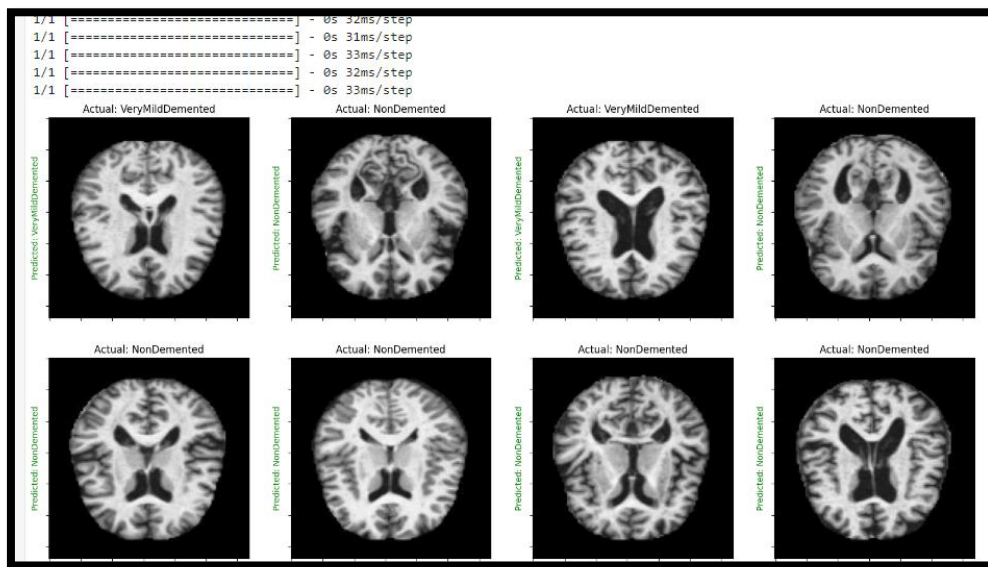 1/1 [==============================] - 0s 32ms/step
1/1 [==============================] - 0s 31ms/step
1/1 [==============================] - 0s 33ms/step
1/1 [==============================] - 0s 32ms/step
1/1 [==============================] - 0s 33ms/step
Actual: VeryMildDemented
Actual: NonDemented
Actual: VeryMildDemented
Actual: NonDemented
Predicted: VeryMildDemented
Predicted: NonDemented
Predicted: VeryMildDemented
Predicted: NonDemented
Actual: NonDemented
Actual: NonDemented
Actual: NonDemented
Actual: NonDemented
Predicted: NonDemented
Predicted: NonDemented
Predicted: NonDemented
Predicted: NonDemented